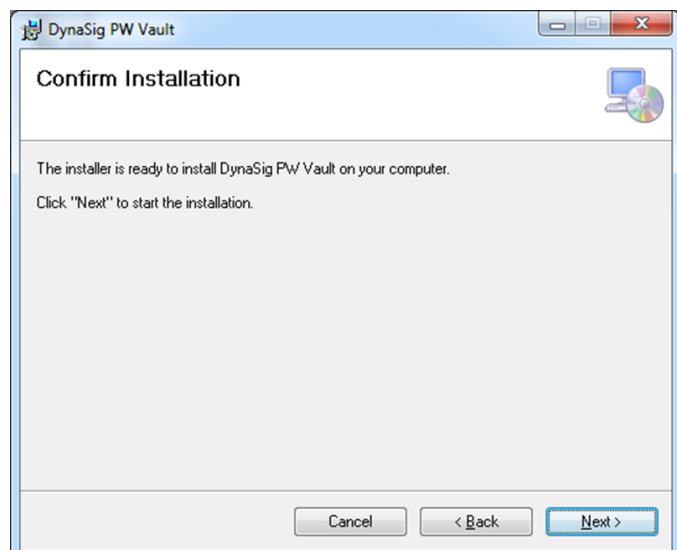 DynaSig PW Vault
Confirm Installation
The installer is ready to install DynaSig PW Vault on your computer.
Click "Next" to start the installation.
Cancel
< Back
Next >